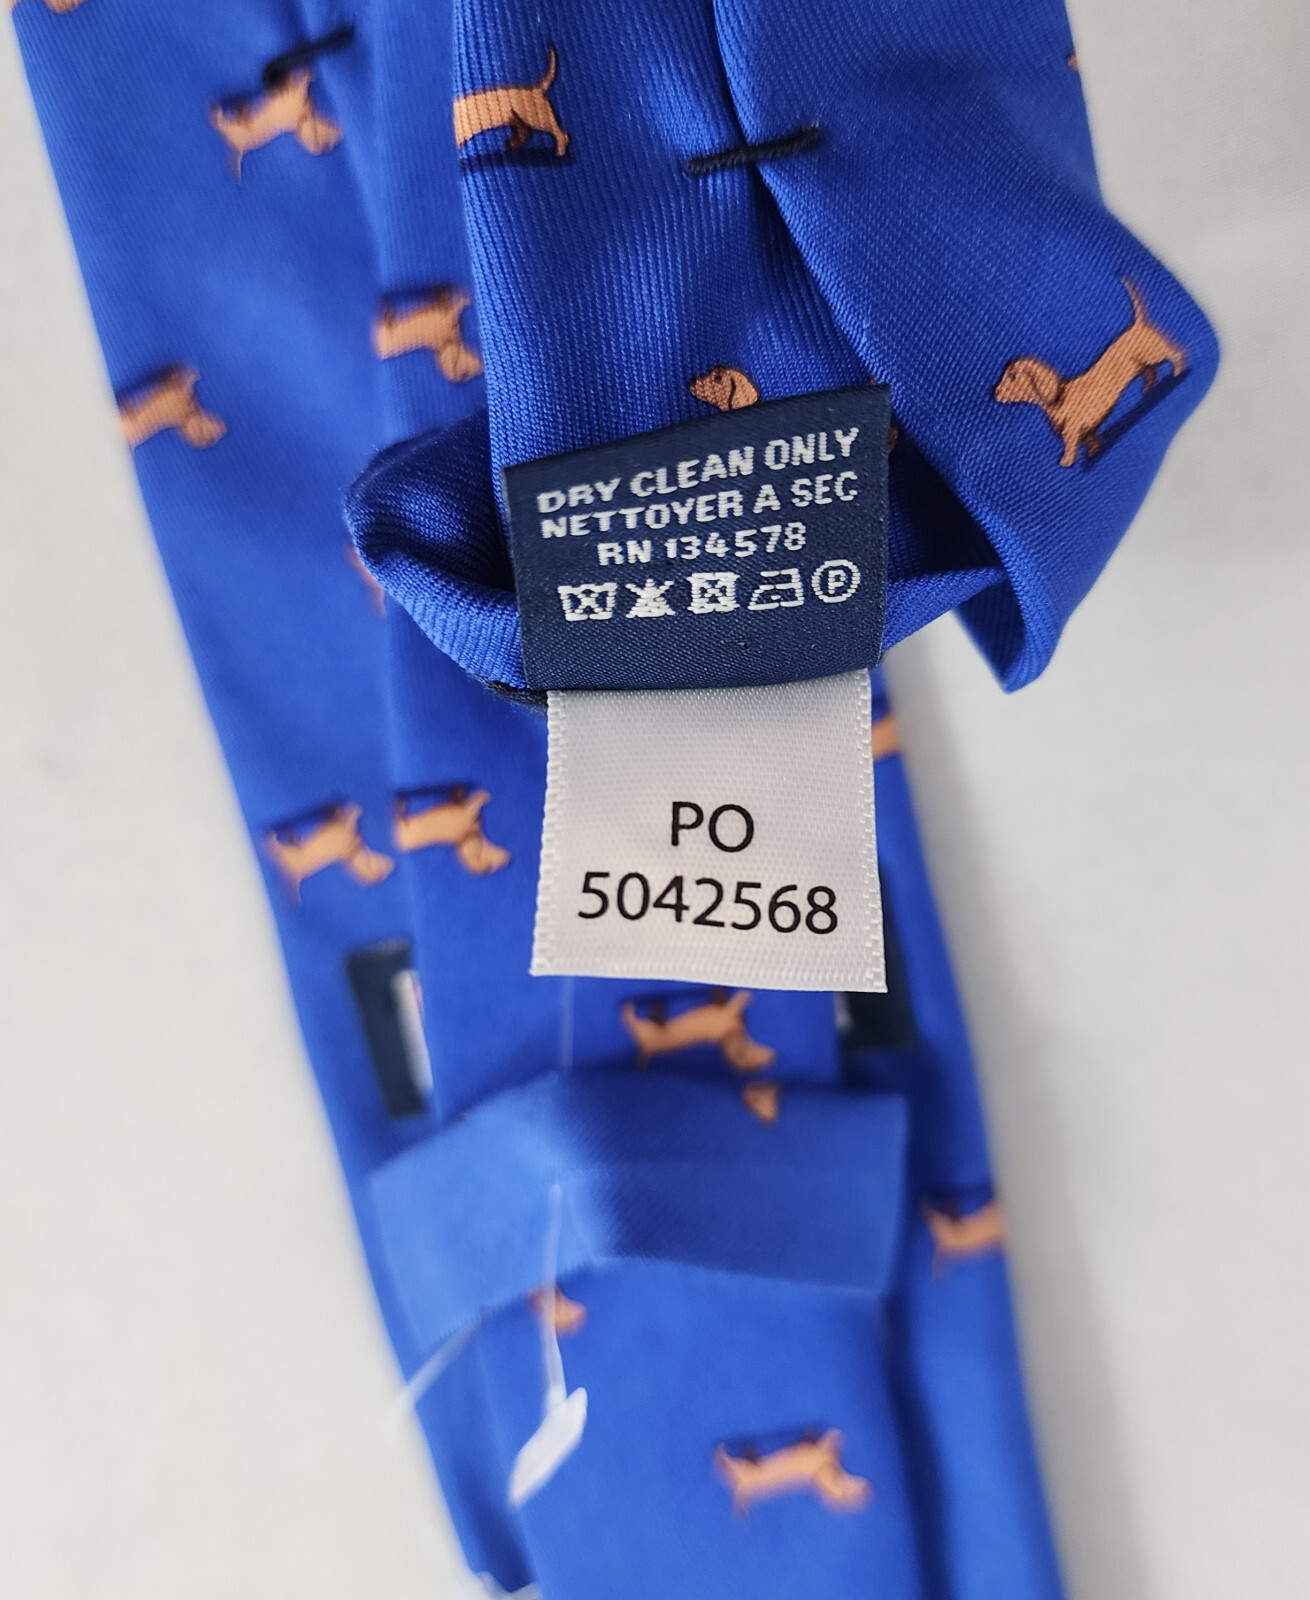 DRY CLEAN ONLY
NETTOYER A SEC
RN 134578
P
PO
5042568